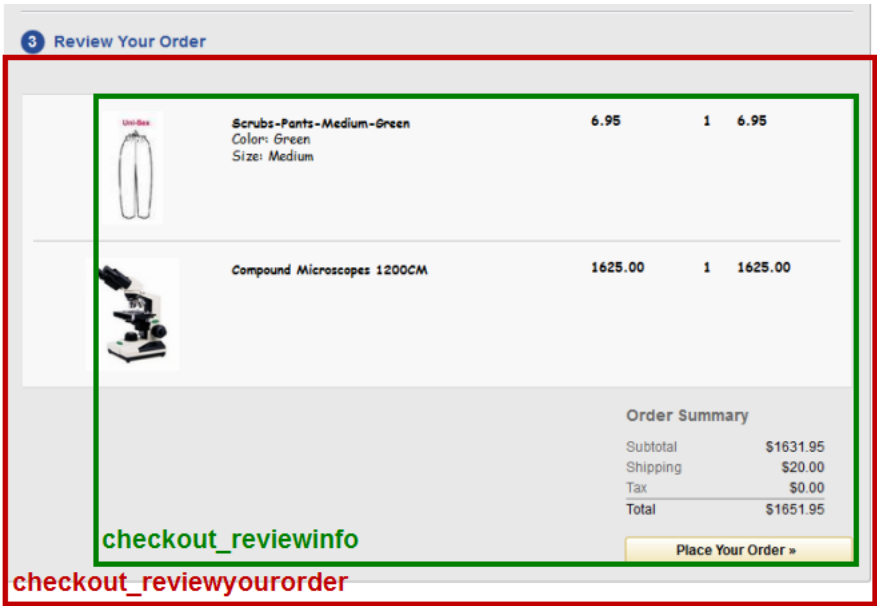 3 Review Your Order
Uni-Sex
Scrubs-Pants-Medium-Green 6.95 1 6.95
Color: Green
Size: Medium
Compound Microscopes 1200CM 1625.00 1 1625.00
Order Summary
Subtotal $1631.95
Shipping $20.00
Tax $0.00
Total $1651.95
checkout_reviewinfo
Place Your Order »
checkout_reviewyourorder